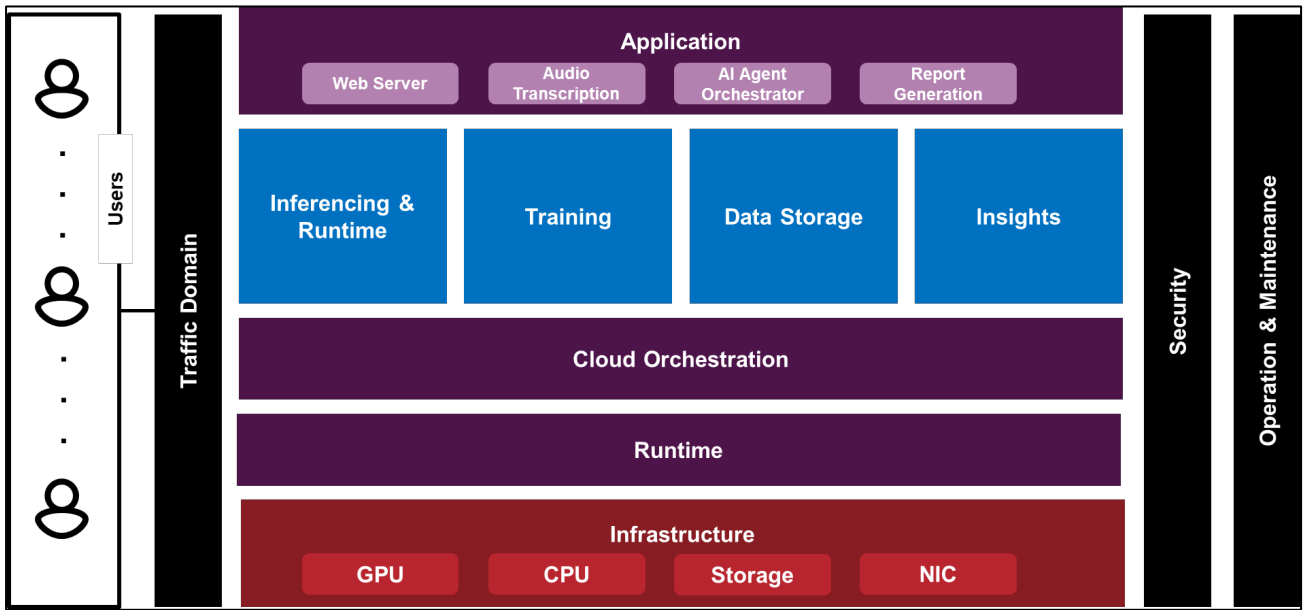 Users
Traffic Domain
Application
Web Server
Audio
Transcription
AI Agent
Orchestrator
Report
Generation
Inferencing &
Runtime
Training
Data Storage
Insights
Cloud Orchestration
Runtime
Infrastructure
GPU
CPU
Storage
NIC
Security
Operation & Maintenance